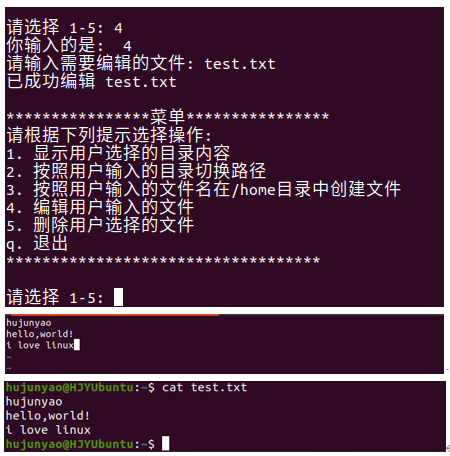 请选择 1-5: 4
你输入的是:  4
请输入需要编辑的文件: test.txt
已成功编辑 test.txt
****************菜单****************
请根据下列提示选择操作:
1. 显示用户选择的目录内容
2. 按照用户输入的目录切换路径
3. 按照用户输入的文件名在/home目录中创建文件
4. 编辑用户输入的文件
5. 删除用户选择的文件
q. 退出
***********************************
请选择 1-5:
hujunyao
hello,world!
i love linux
~
~
hujunyao@HJYUbuntu:~$ cat test.txt
hujunyao
hello,world!
i love linux
hujunyao@HJYUbuntu:~$